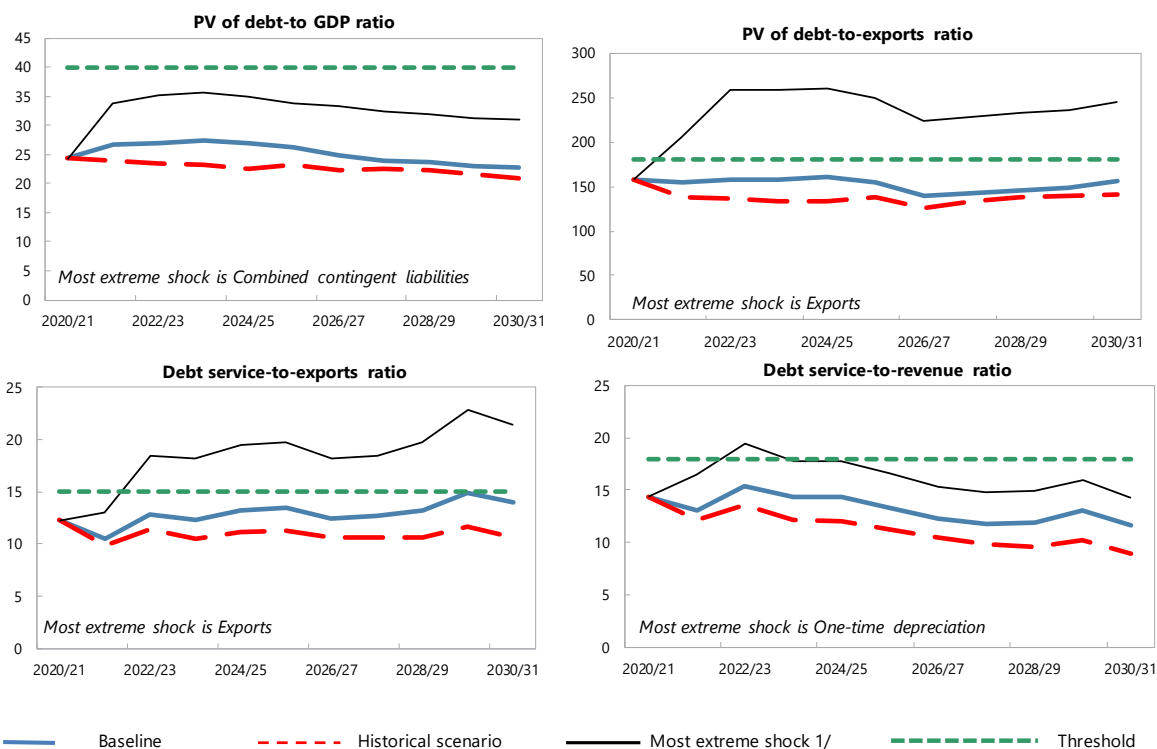 PV of debt-to GDP ratio
45
40
35
30
25
20
15
10
5
0
Most extreme shock is Combined contingent liabilities
2020/21 2022/23 2024/25 2026/27 2028/29 2030/31
PV of debt-to-exports ratio
300
250
200
150
100
50
0
Most extreme shock is Exports
2020/21 2022/23 2024/25 2026/27 2028/29 2030/31
Debt service-to-exports ratio
25
20
15
10
5
0
Most extreme shock is Exports
2020/21 2022/23 2024/25 2026/27 2028/29 2030/31
Debt service-to-revenue ratio
25
20
15
10
5
0
Most extreme shock is One-time depreciation
2020/21 2022/23 2024/25 2026/27 2028/29 2030/31
Baseline Historical scenario Most extreme shock 1/ Threshold